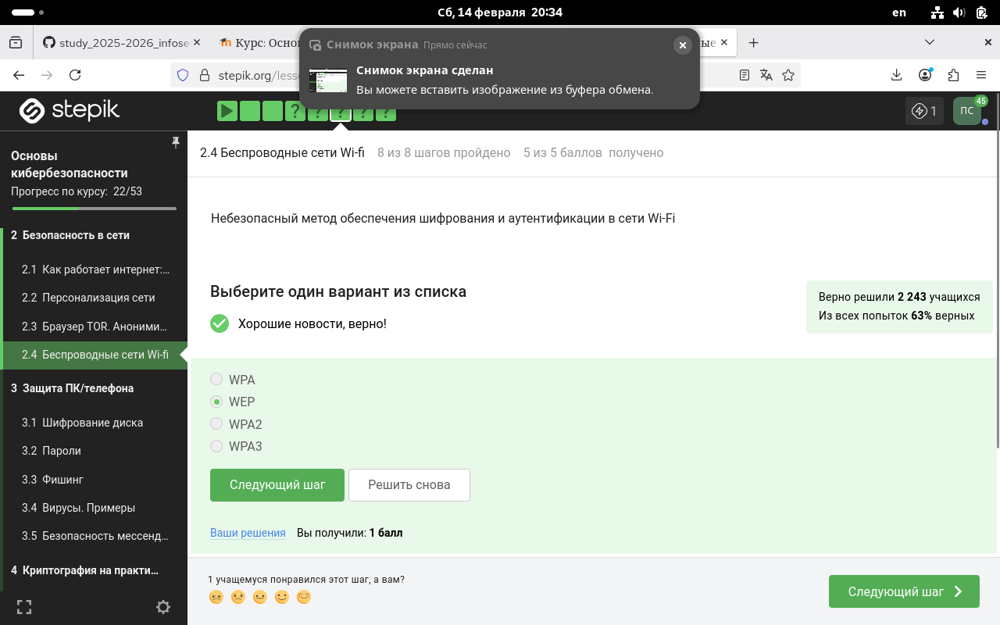 Сб, 14 февраля 20:34
en
study_2025-2026_infose
Курс: Осно
ые
Снимок экрана Прямо сейчас
Снимок экрана сделан
Вы можете вставить изображение из буфера обмена.
stepik.org/less
stepik
1
ПС
45
2.4 Беспроводные сети Wi-fi 8 из 8 шагов пройдено 5 из 5 баллов получено
Основы
кибербезопасности
Прогресс по курсу: 22/53
2 Безопасность в сети
2.1 Как работает интернет:...
2.2 Персонализация сети
2.3 Браузер TOR. Аноними...
2.4 Беспроводные сети Wi-fi
3 Защита ПК/телефона
3.1 Шифрование диска
3.2 Пароли
3.3 Фишинг
3.4 Вирусы. Примеры
3.5 Безопасность мессенд...
4 Криптография на практи...
Небезопасный метод обеспечения шифрования и аутентификации в сети Wi-Fi
Выберите один вариант из списка
Хорошие новости, верно!
Верно решили 2 243 учащихся
Из всех попыток 63% верных
WPA
WEP
WPA2
WPA3
Следующий шаг
Решить снова
Ваши решения Вы получили: 1 балл
1 учащемуся понравился этот шаг, а вам?
Следующий шаг